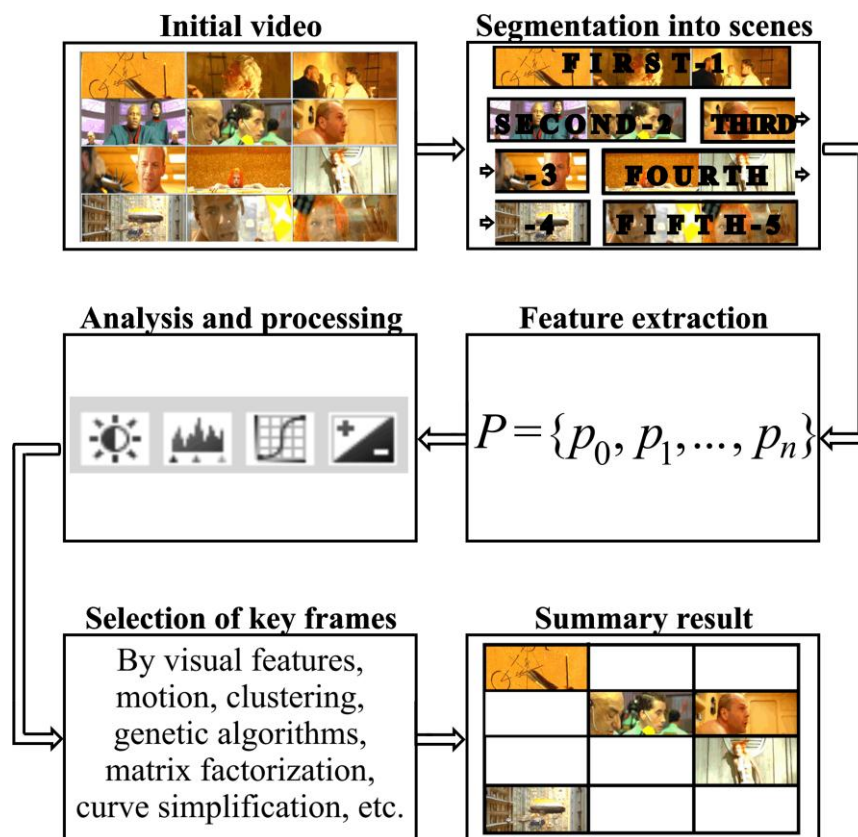 Initial video
Segmentation into scenes
FIRST-1
SECOND-2
THIRD
-3
FOURTH
-4
FIFTH-5
Analysis and processing
Feature extraction
P={p₀, p₁,..., pₙ}
Selection of key frames
Summary result
By visual features,
motion, clustering,
genetic algorithms,
matrix factorization,
curve simplification, etc.